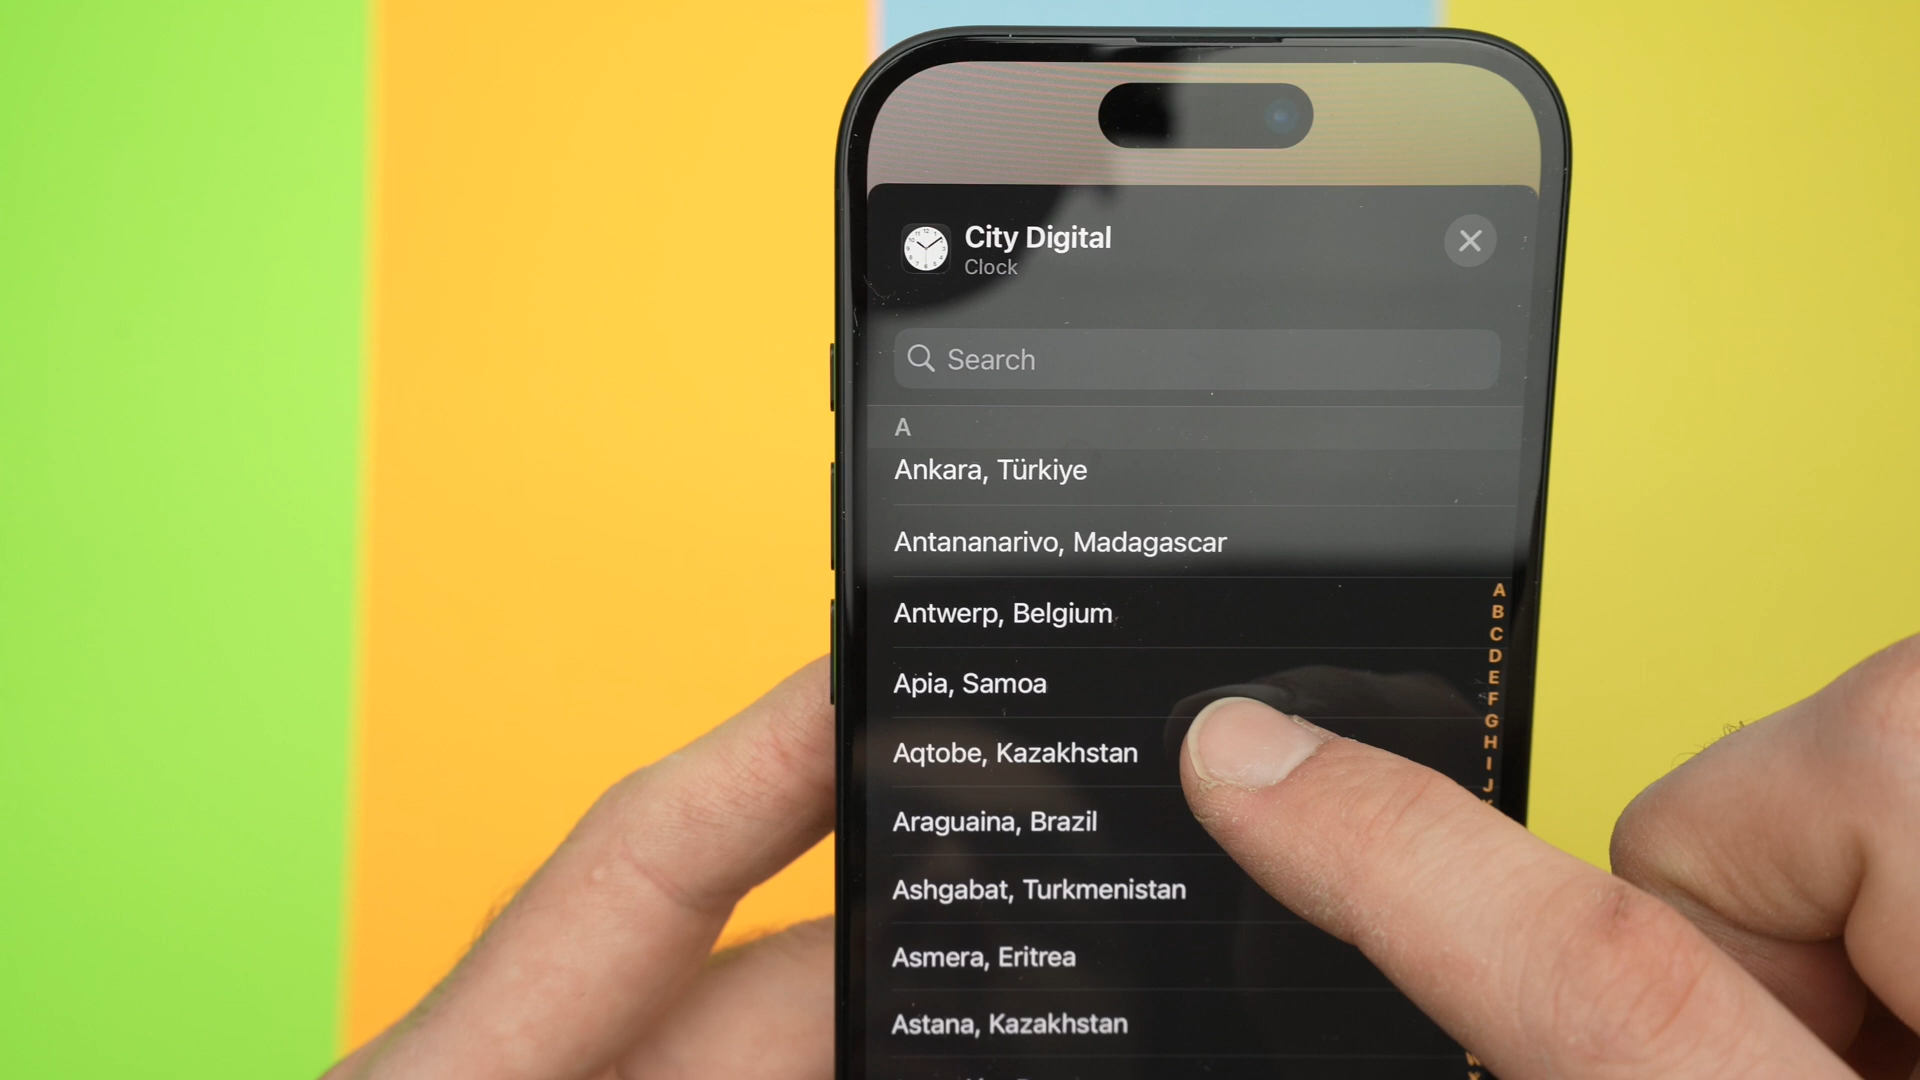 City Digital
Clock
Search
A
Ankara, Türkiye
Antananarivo, Madagascar
Antwerp, Belgium
Apia, Samoa
Aqtobe, Kazakhstan
Araguaina, Brazil
Ashgabat, Turkmenistan
Asmera, Eritrea
Astana, Kazakhstan
A
B
C
D
E
F
G
H
I
J